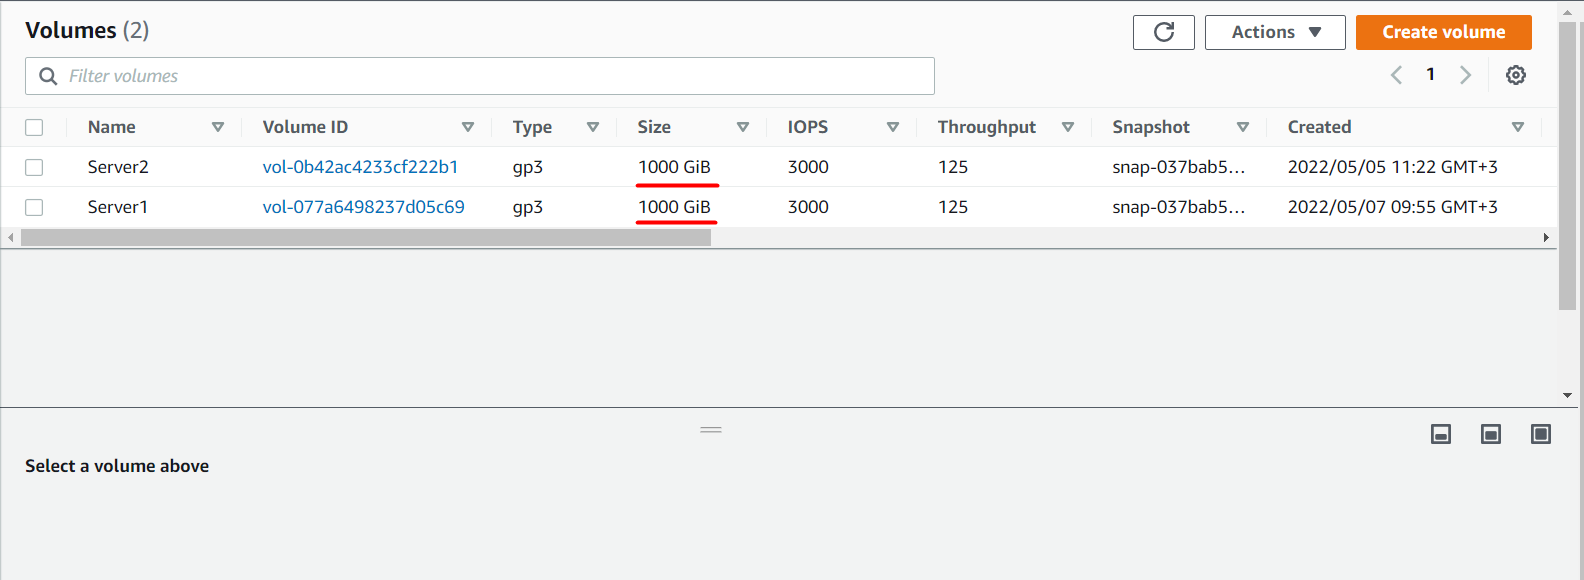 Volumes (2)
Actions
Create volume
Filter volumes
1
Name Volume ID Type Size IOPS Throughput Snapshot Created
Server2 vol-0b42ac4233cf222b1 gp3 1000 GiB 3000 125 snap-037bab5... 2022/05/05 11:22 GMT+3
Server1 vol-077a6498237d05c69 gp3 1000 GiB 3000 125 snap-037bab5... 2022/05/07 09:55 GMT+3
Select a volume above